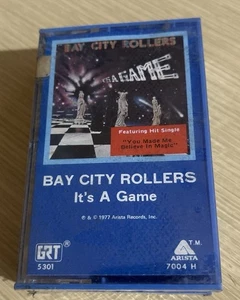 BAY CITY ROLLERS
IT'S A GAME
Featuring Hit Single
"You Made Me
Believe In Magic"
BAY CITY ROLLERS
It's A Game
℗ & © 1977 Arista Records, Inc.
GRT
5301
T.M.
ARISTA
7004 H